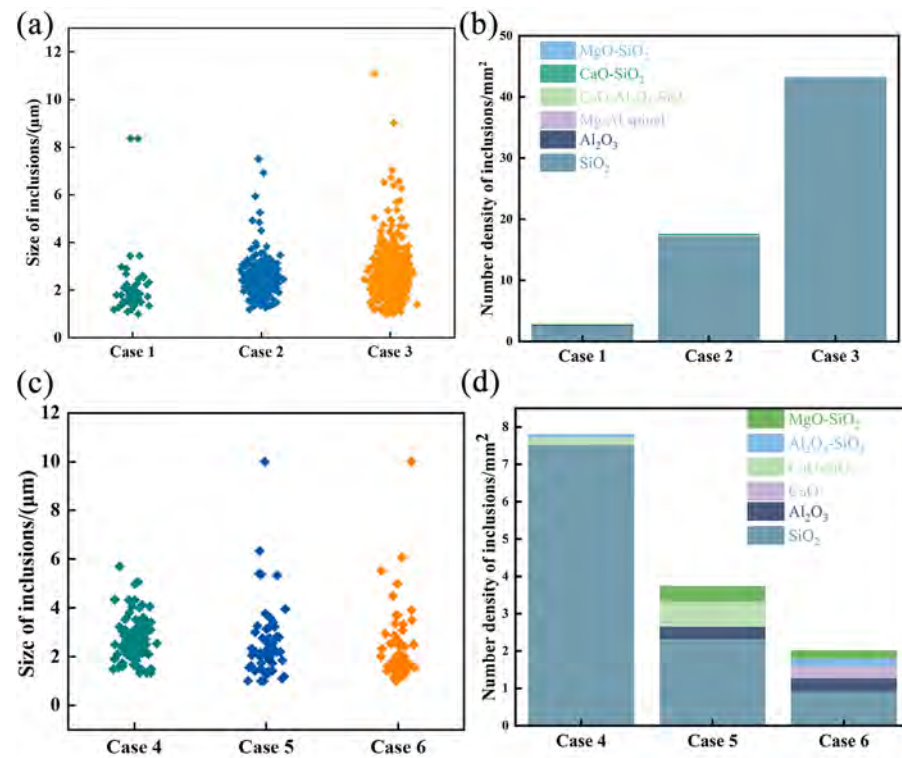 (a)
Size of inclusions/(μm)
12
10
8
6
4
2
0
Case 1 Case 2 Case 3
(b)
Number density of inclusions/mm²
50
40
30
20
10
0
MgO-SiO₂
CaO-SiO₂
Mg-Al spinel
Al₂O₃
SiO₂
Case 1 Case 2 Case 3
(c)
Size of inclusions/(μm)
12
10
8
6
4
2
0
Case 4 Case 5 Case 6
(d)
Number density of inclusions/mm²
8
7
6
5
4
3
2
1
0
MgO-SiO₂
Al₂O₃-SiO₂
CaO
Al₂O₃
SiO₂
Case 4 Case 5 Case 6